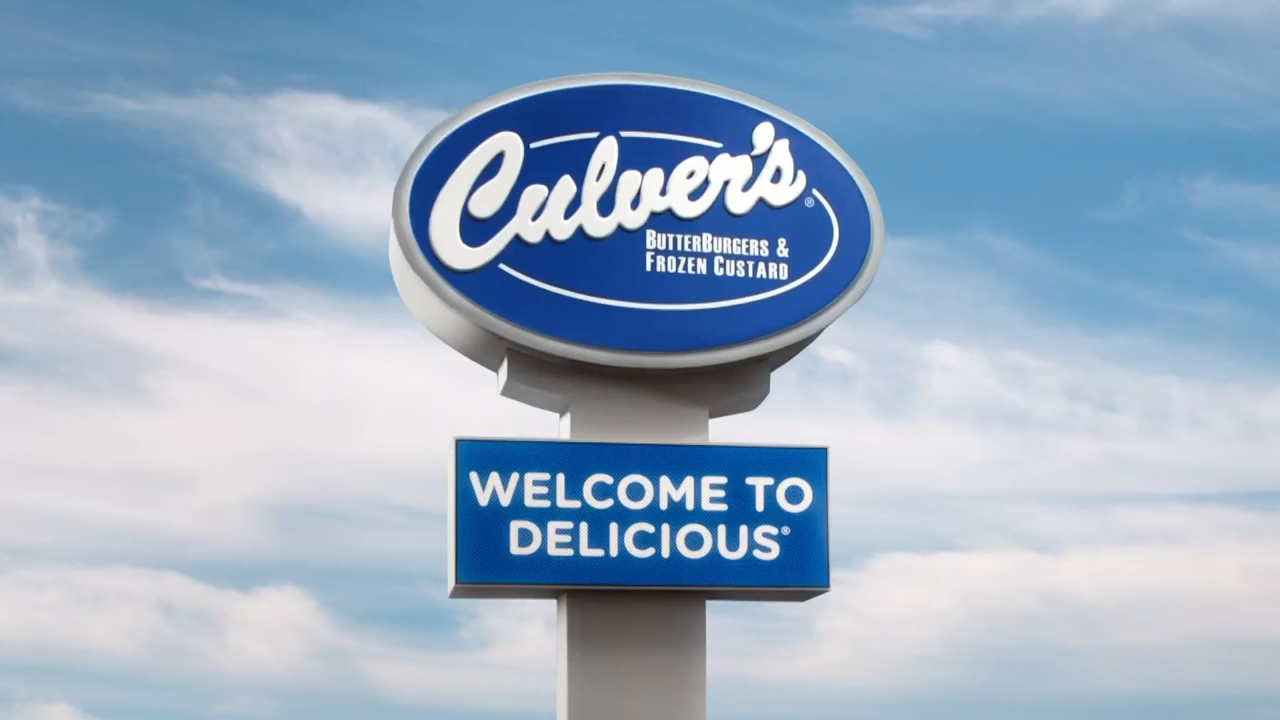 Culver's®
ButterBurgers &
Frozen Custard
WELCOME TO
DELICIOUS®